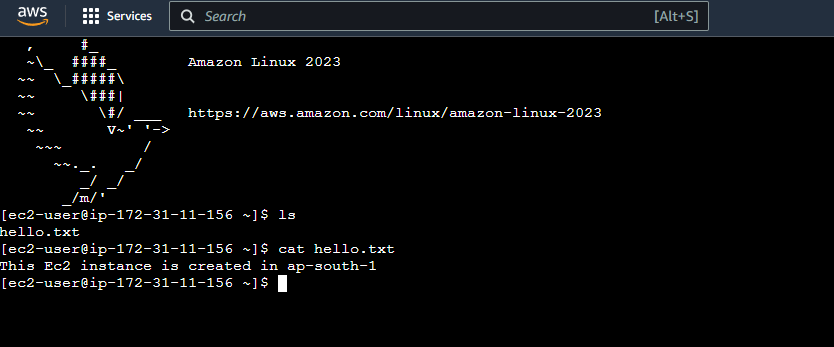 aws
Services
Search
[Alt+S]
   ,     #_
   ~\_  ####_        Amazon Linux 2023
  ~~  \_#####\
  ~~     \###|
  ~~       \#/ ___   https://aws.amazon.com/linux/amazon-linux-2023
   ~~       V~' '->
    ~~~         /
      ~~._.   _/
         _/ _/
       _/m/'
[ec2-user@ip-172-31-11-156 ~]$ ls
hello.txt
[ec2-user@ip-172-31-11-156 ~]$ cat hello.txt
This Ec2 instance is created in ap-south-1
[ec2-user@ip-172-31-11-156 ~]$